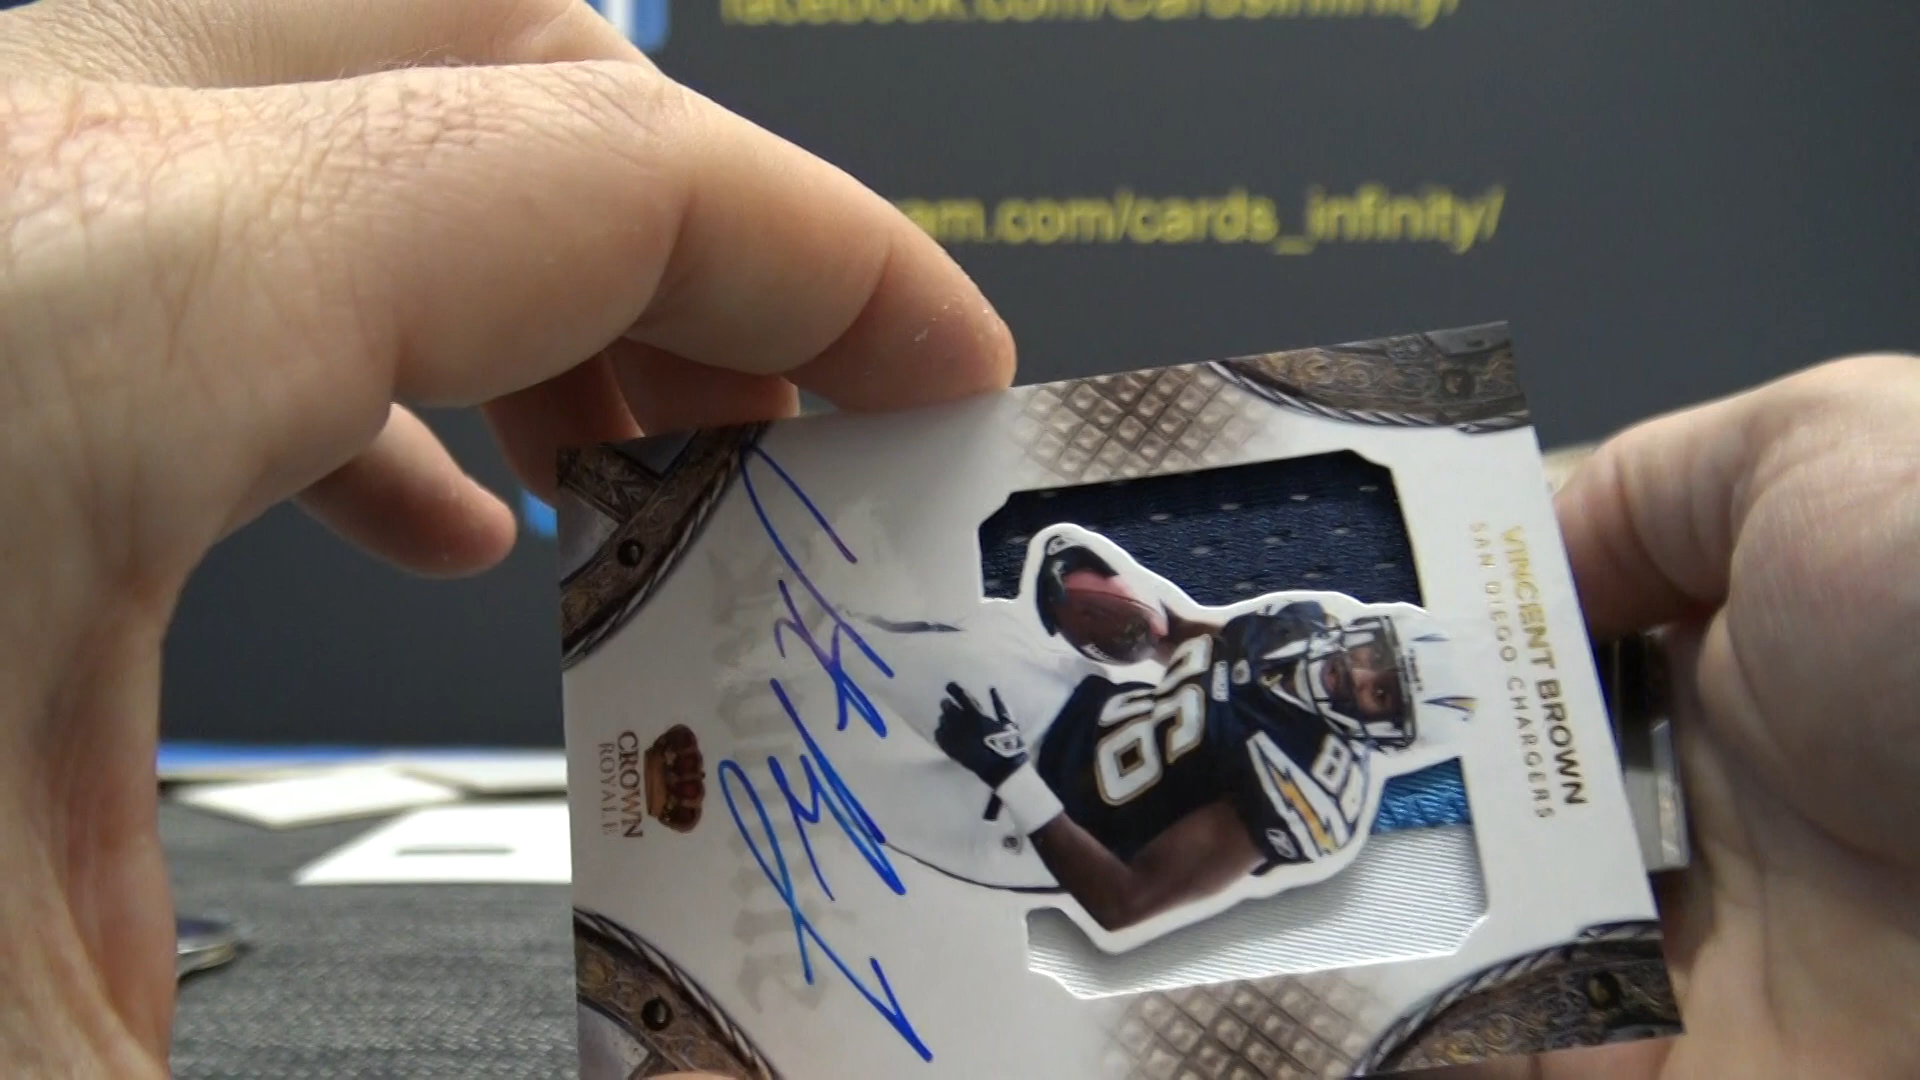 facebook.com/Cardsinfinity/
am.com/cards_infinity/
VINCENT BROWN
SAN DIEGO CHARGERS
CROWN
ROYALE